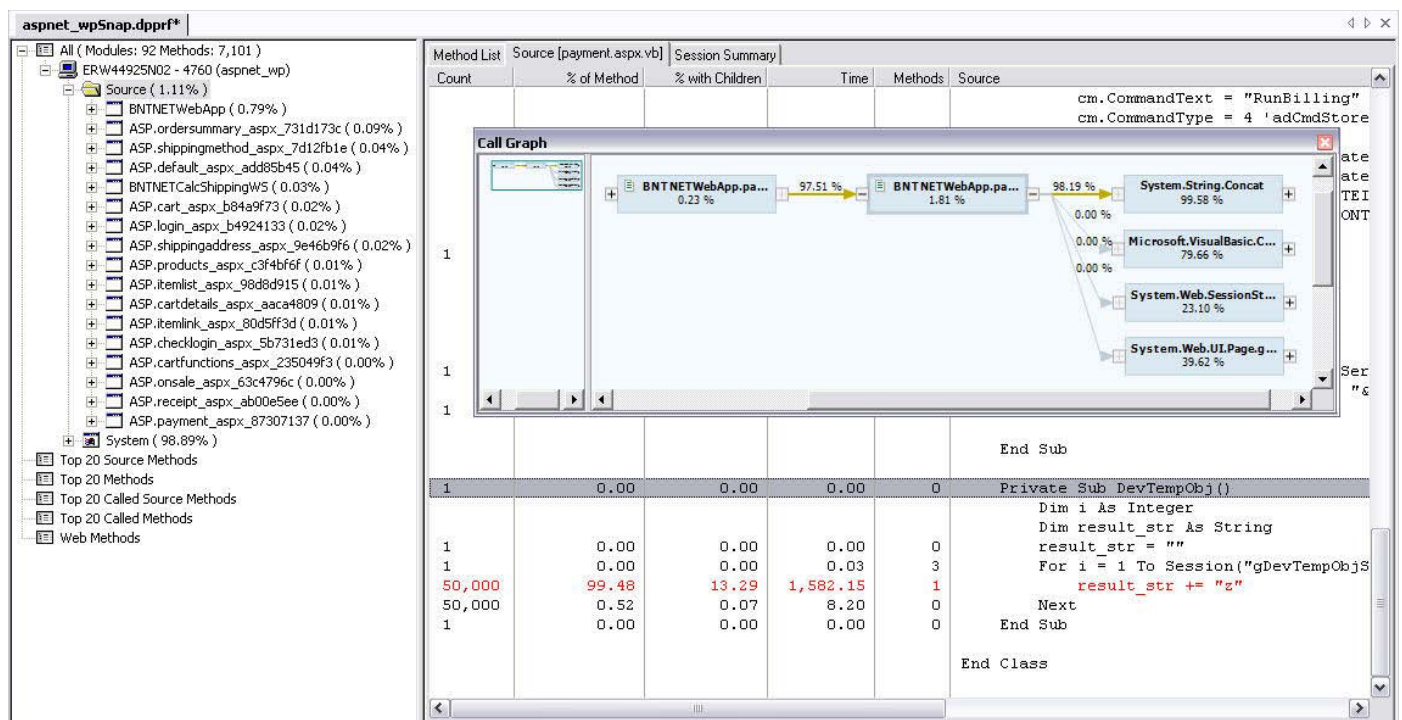 aspnet_wpSnap.dpprf*
All ( Modules: 92 Methods: 7,101 )
ERW44925N02 - 4760 (aspnet_wp)
Source ( 1.11% )
BNTNETWebApp ( 0.79% )
ASP.ordersummary_aspx_731d173c ( 0.09% )
ASP.shippingmethod_aspx_7d12fb1e ( 0.04% )
ASP.default_aspx_add85b45 ( 0.04% )
BNTNETCalcShippingWS ( 0.03% )
ASP.cart_aspx_b84a9f73 ( 0.02% )
ASP.login_aspx_b4924133 ( 0.02% )
ASP.shippingaddress_aspx_9e46b9f6 ( 0.02% )
ASP.products_aspx_c3f4bf6f ( 0.01% )
ASP.itemlist_aspx_98d8d915 ( 0.01% )
ASP.cartdetails_aspx_aaca4809 ( 0.01% )
ASP.itemlink_aspx_80d5ff3d ( 0.01% )
ASP.checklogin_aspx_5b731ed3 ( 0.01% )
ASP.cartfunctions_aspx_235049f3 ( 0.00% )
ASP.onsale_aspx_63c4796c ( 0.00% )
ASP.receipt_aspx_ab00e5ee ( 0.00% )
ASP.payment_aspx_87307137 ( 0.00% )
System ( 98.89% )
Top 20 Source Methods
Top 20 Methods
Top 20 Called Source Methods
Top 20 Called Methods
Web Methods
Method List Source [payment.aspx.vb] Session Summary
Count % of Method % with Children Time Methods Source
cm.CommandText = "RunBilling"
cm.CommandType = 4 'adCmdStore
Call Graph
ate
ate
TEI
ONT
BNTNETWebApp.pa...
0.23 %
97.51 %
BNTNETWebApp.pa...
1.81 %
98.19 %
System.String.Concat
99.58 %
0.00 %
0.00 %
Microsoft.VisualBasic.C...
79.66 %
0.00 %
System.Web.SessionSt...
23.10 %
System.Web.UI.Page.g...
39.62 %
1
1 Ser
"&
1
End Sub
1 0.00 0.00 0.00 0 Private Sub DevTempObj()
Dim i As Integer
Dim result_str As String
1 0.00 0.00 0.00 0 result_str = ""
1 0.00 0.00 0.03 3 For i = 1 To Session("gDevTempObjS
50,000 99.48 13.29 1,582.15 1 result_str += "z"
50,000 0.52 0.07 8.20 0 Next
1 0.00 0.00 0.00 0 End Sub
End Class